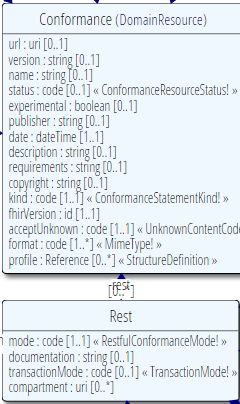 Conformance (DomainResource)
url : uri [0..1]
version : string [0..1]
name : string [0..1]
status : code [0..1] « ConformanceResourceStatus! »
experimental : boolean [0..1]
publisher : string [0..1]
date : dateTime [1..1]
description : string [0..1]
requirements : string [0..1]
copyright : string [0..1]
kind : code [1..1] « ConformanceStatementKind! »
fhirVersion : id [1..1]
acceptUnknown : code [1..1] « UnknownContentCode
format : code [1..*] « MimeType! »
profile : Reference [0..*] « StructureDefinition »
rest
[0..*]
Rest
mode : code [1..1] « RestfulConformanceMode! »
documentation : string [0..1]
transactionMode : code [0..1] « TransactionMode! »
compartment : uri [0..*]